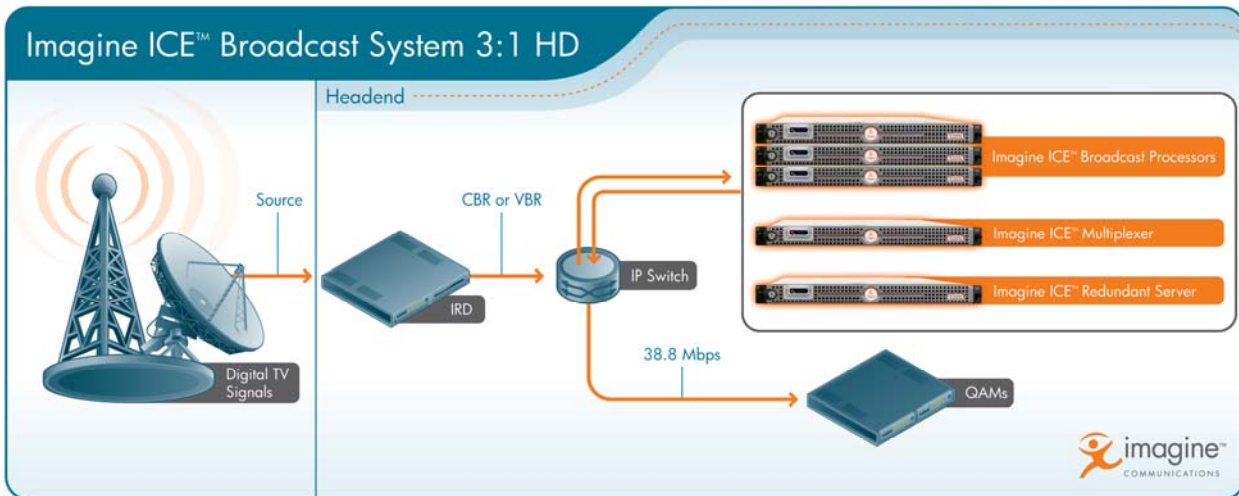 Imagine ICE™ Broadcast System 3:1 HD
Headend
Source
CBR or VBR
Imagine ICE™ Broadcast Processors
Imagine ICE™ Multiplexer
IP Switch
Imagine ICE™ Redundant Server
IRD
38.8 Mbps
Digital TV
Signals
QAMs
imagine™
COMMUNICATIONS